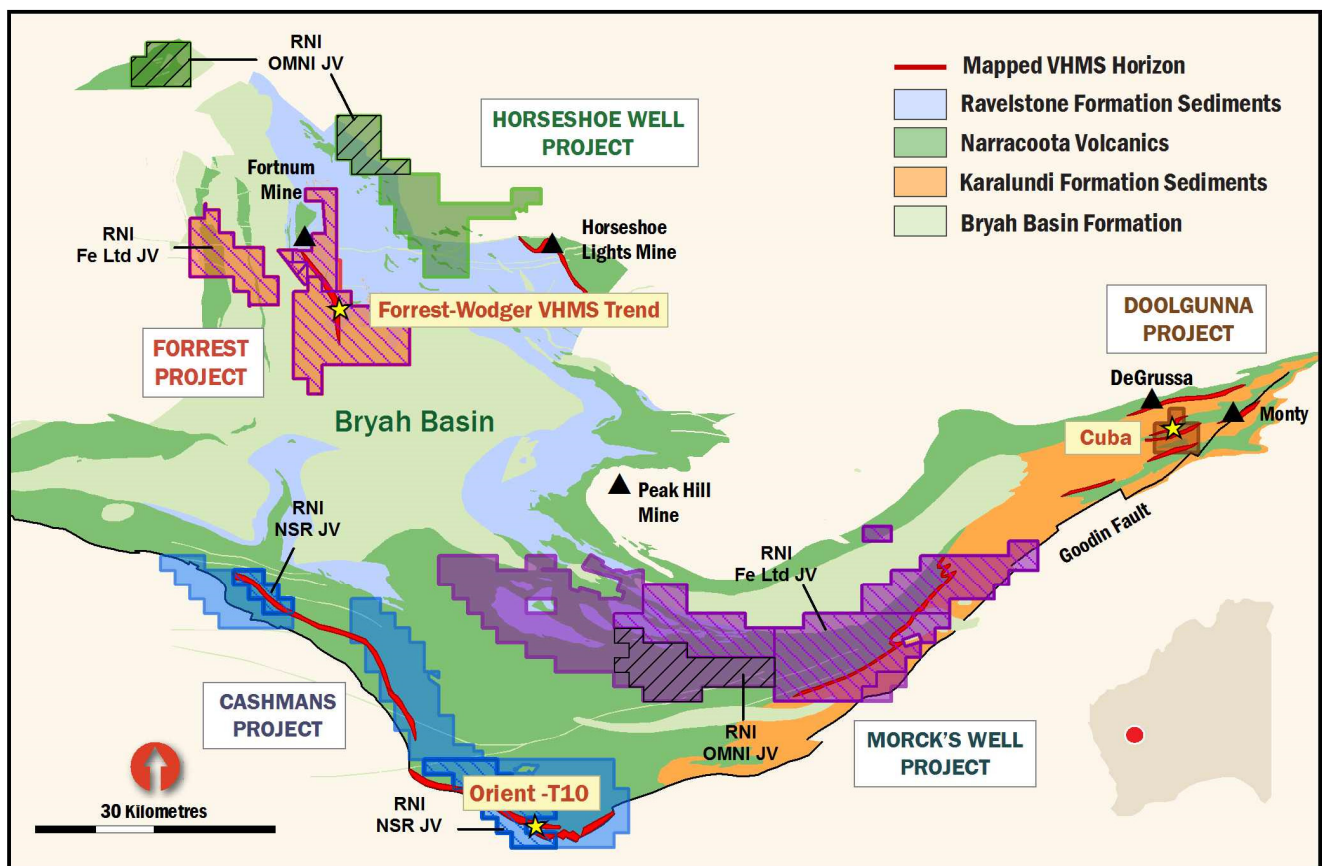 RNI
OMNI JV
HORSESHOE WELL
PROJECT
Mapped VHMS Horizon
Ravelstone Formation Sediments
Narracoota Volcanics
Karalundi Formation Sediments
Bryah Basin Formation
Fortnum
Mine
RNI
Fe Ltd JV
Horseshoe
Lights Mine
Forrest-Wodger VHMS Trend
FORREST
PROJECT
DOOLGUNNA
PROJECT
DeGrussa
Monty
Cuba
Bryah Basin
Peak Hill
Mine
Goodin Fault
RNI
NSR JV
RNI
Fe Ltd JV
CASHMANS
PROJECT
RNI
OMNI JV
MORCK'S WELL
PROJECT
30 Kilometres
Orient -T10
RNI
NSR JV